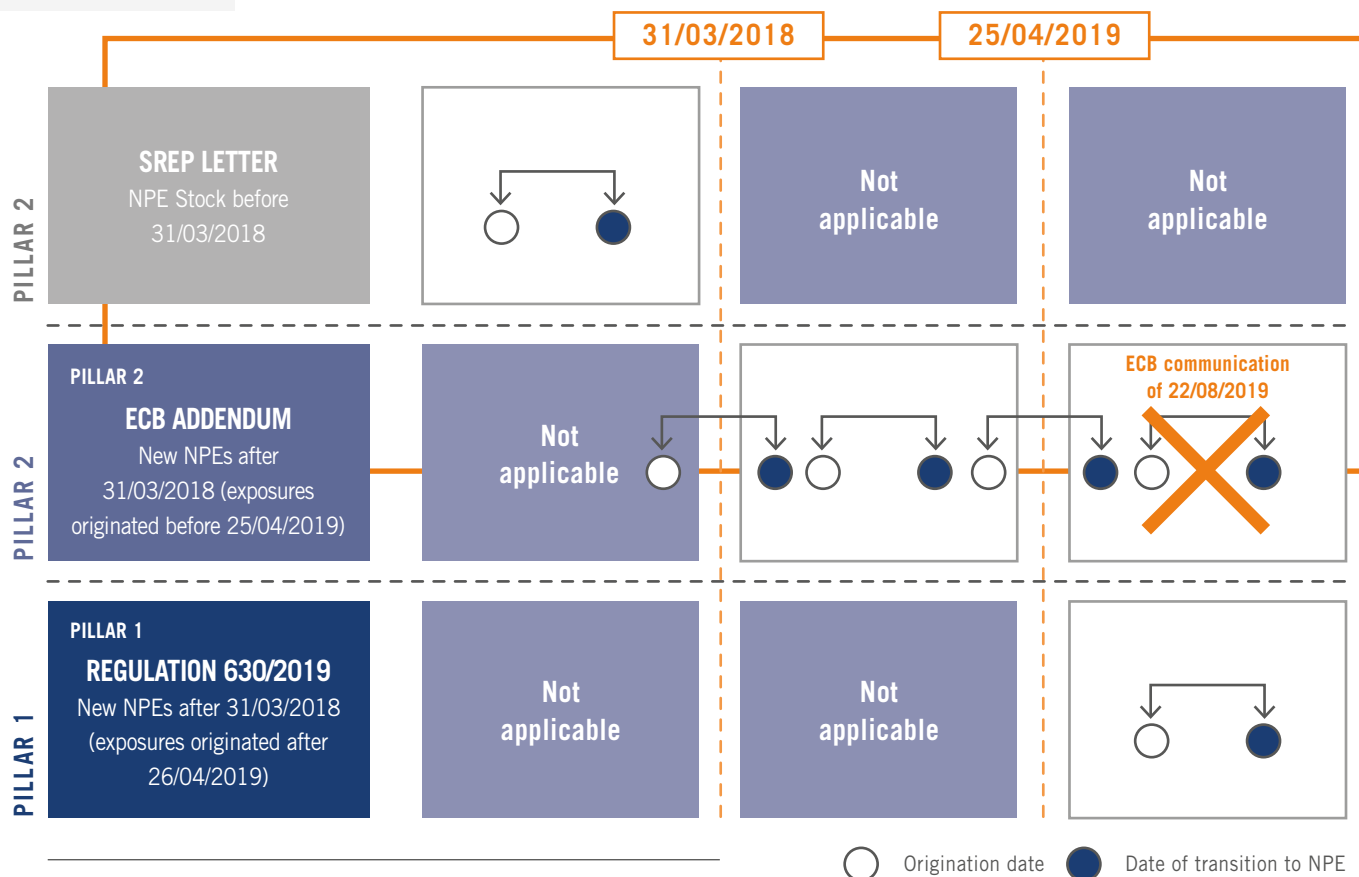 31/03/2018
25/04/2019
PILLAR 2
SREP LETTER
NPE Stock before
31/03/2018
Not
applicable
Not
applicable
PILLAR 2
PILLAR 2
ECB ADDENDUM
New NPEs after
31/03/2018 (exposures
originated before 25/04/2019)
Not
applicable
ECB communication
of 22/08/2019
PILLAR 1
PILLAR 1
REGULATION 630/2019
New NPEs after 31/03/2018
(exposures originated after
26/04/2019)
Not
applicable
Not
applicable
Origination date
Date of transition to NPE